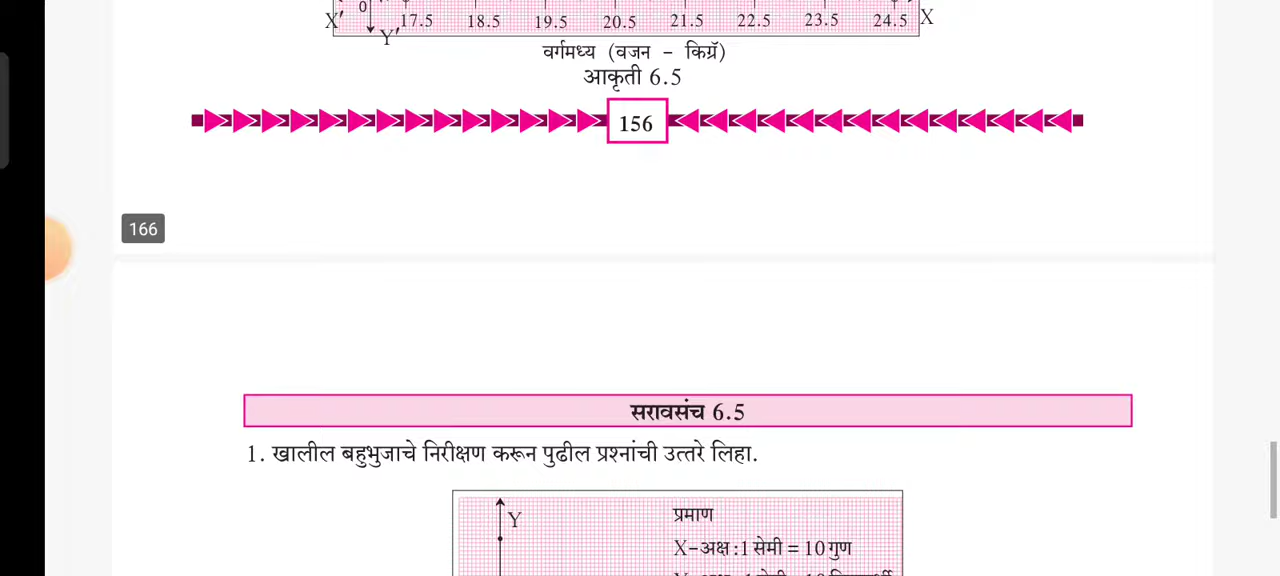 X′ 0 17.5 18.5 19.5 20.5 21.5 22.5 23.5 24.5 X
Y′
वर्गमध्य (वजन - किग्रॅ)
आकृती 6.5
156
166
सरावसंच 6.5
1. खालील बहुभुजाचे निरीक्षण करून पुढील प्रश्नांची उत्तरे लिहा.
Y
प्रमाण
X-अक्ष : 1 सेमी = 10 गुण